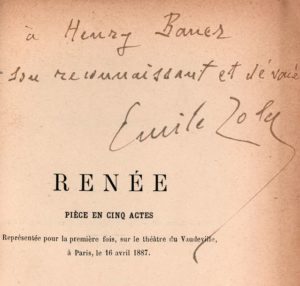 à Henry Bauer
son reconnaissant et dévoué
Emile Zola
RENÉE
PIÈCE EN CINQ ACTES
Représentée pour la première fois, sur le théâtre du Vaudeville,
à Paris, le 16 avril 1887.